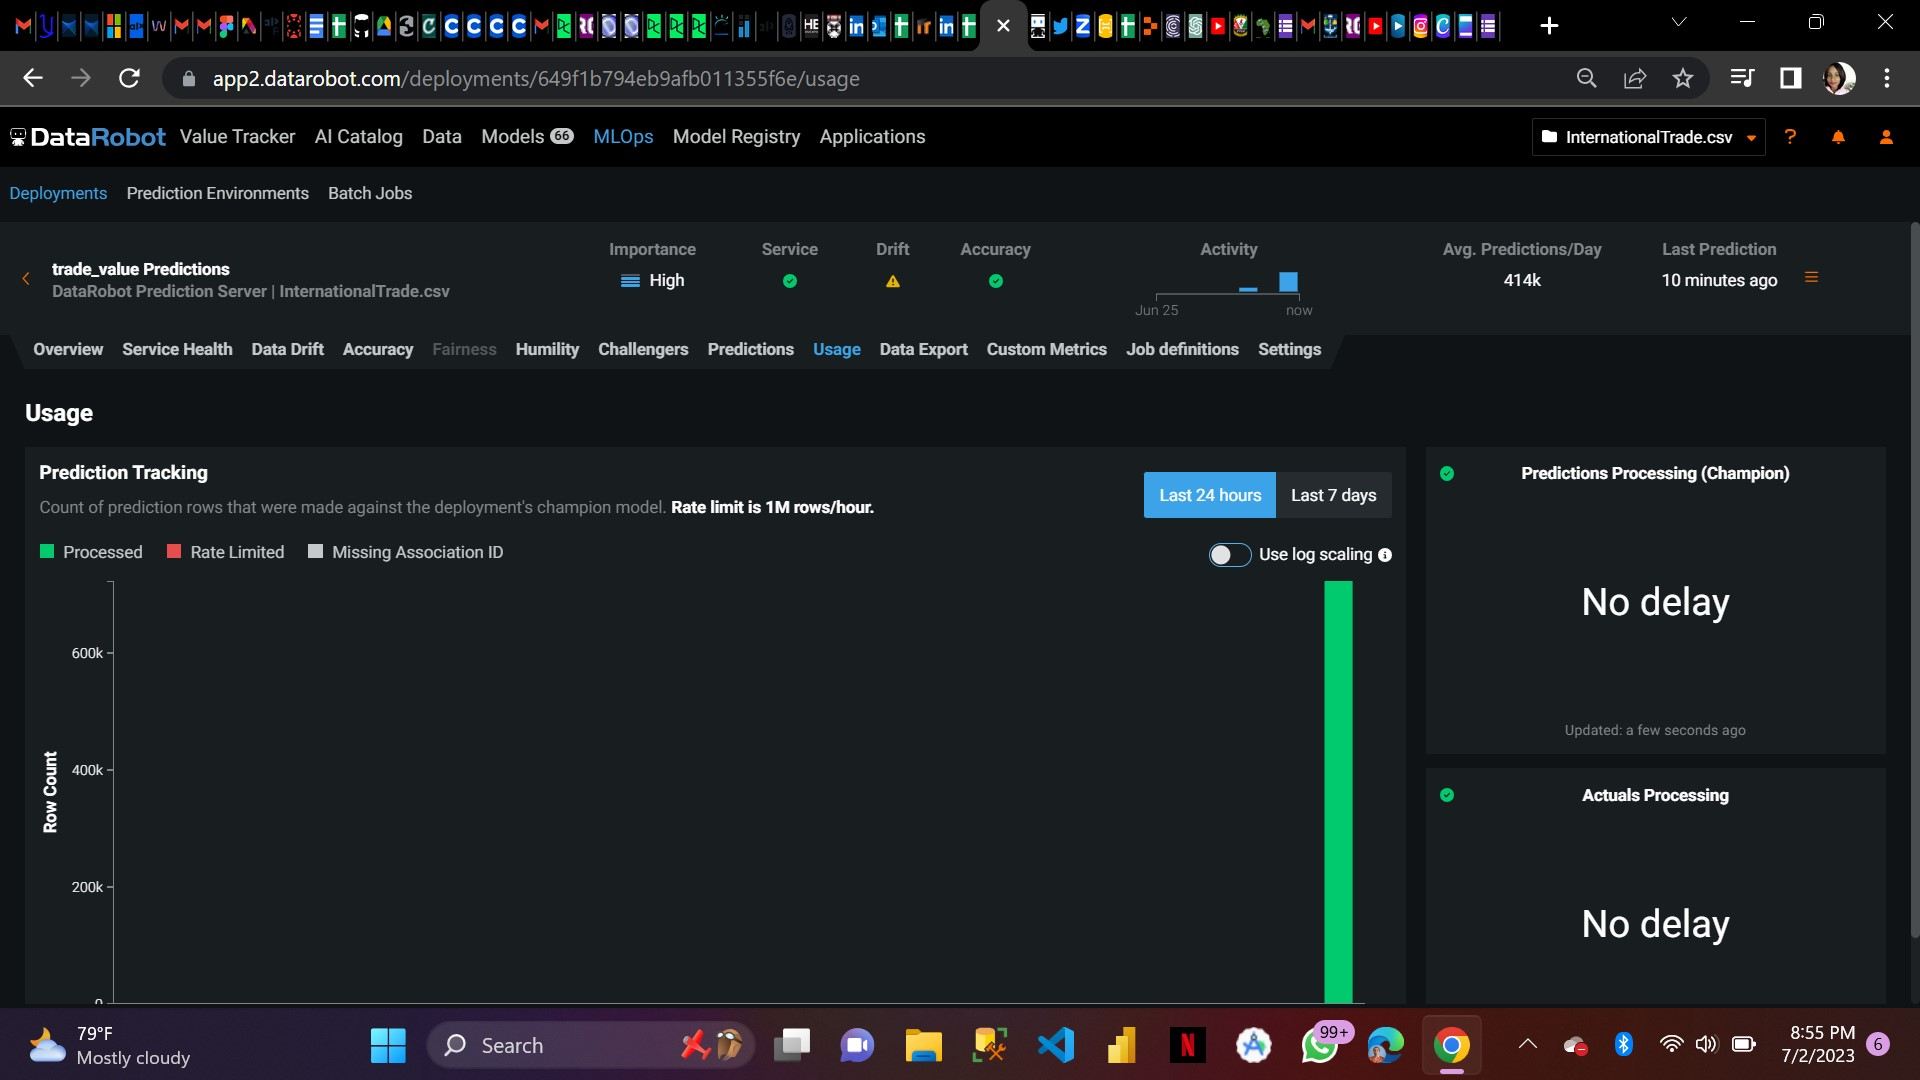 app2.datarobot.com/deployments/649f1b794eb9afb011355f6e/usage
DataRobot Value Tracker AI Catalog Data Models 66 MLOps Model Registry Applications InternationalTrade.csv ?
Deployments Prediction Environments Batch Jobs
Importance Service Drift Accuracy Activity Avg. Predictions/Day Last Prediction
trade_value Predictions
High 414k 10 minutes ago
DataRobot Prediction Server | InternationalTrade.csv
Jun 25 now
Overview Service Health Data Drift Accuracy Fairness Humility Challengers Predictions Usage Data Export Custom Metrics Job definitions Settings
Usage
Prediction Tracking
Count of prediction rows that were made against the deployment's champion model. Rate limit is 1M rows/hour.
Last 24 hours Last 7 days
Processed Rate Limited Missing Association ID
Use log scaling
600k
400k
200k
0
Row Count
Predictions Processing (Champion)
No delay
Updated: a few seconds ago
Actuals Processing
No delay
79°F
Mostly cloudy
Search
99+
8:55 PM
7/2/2023
6